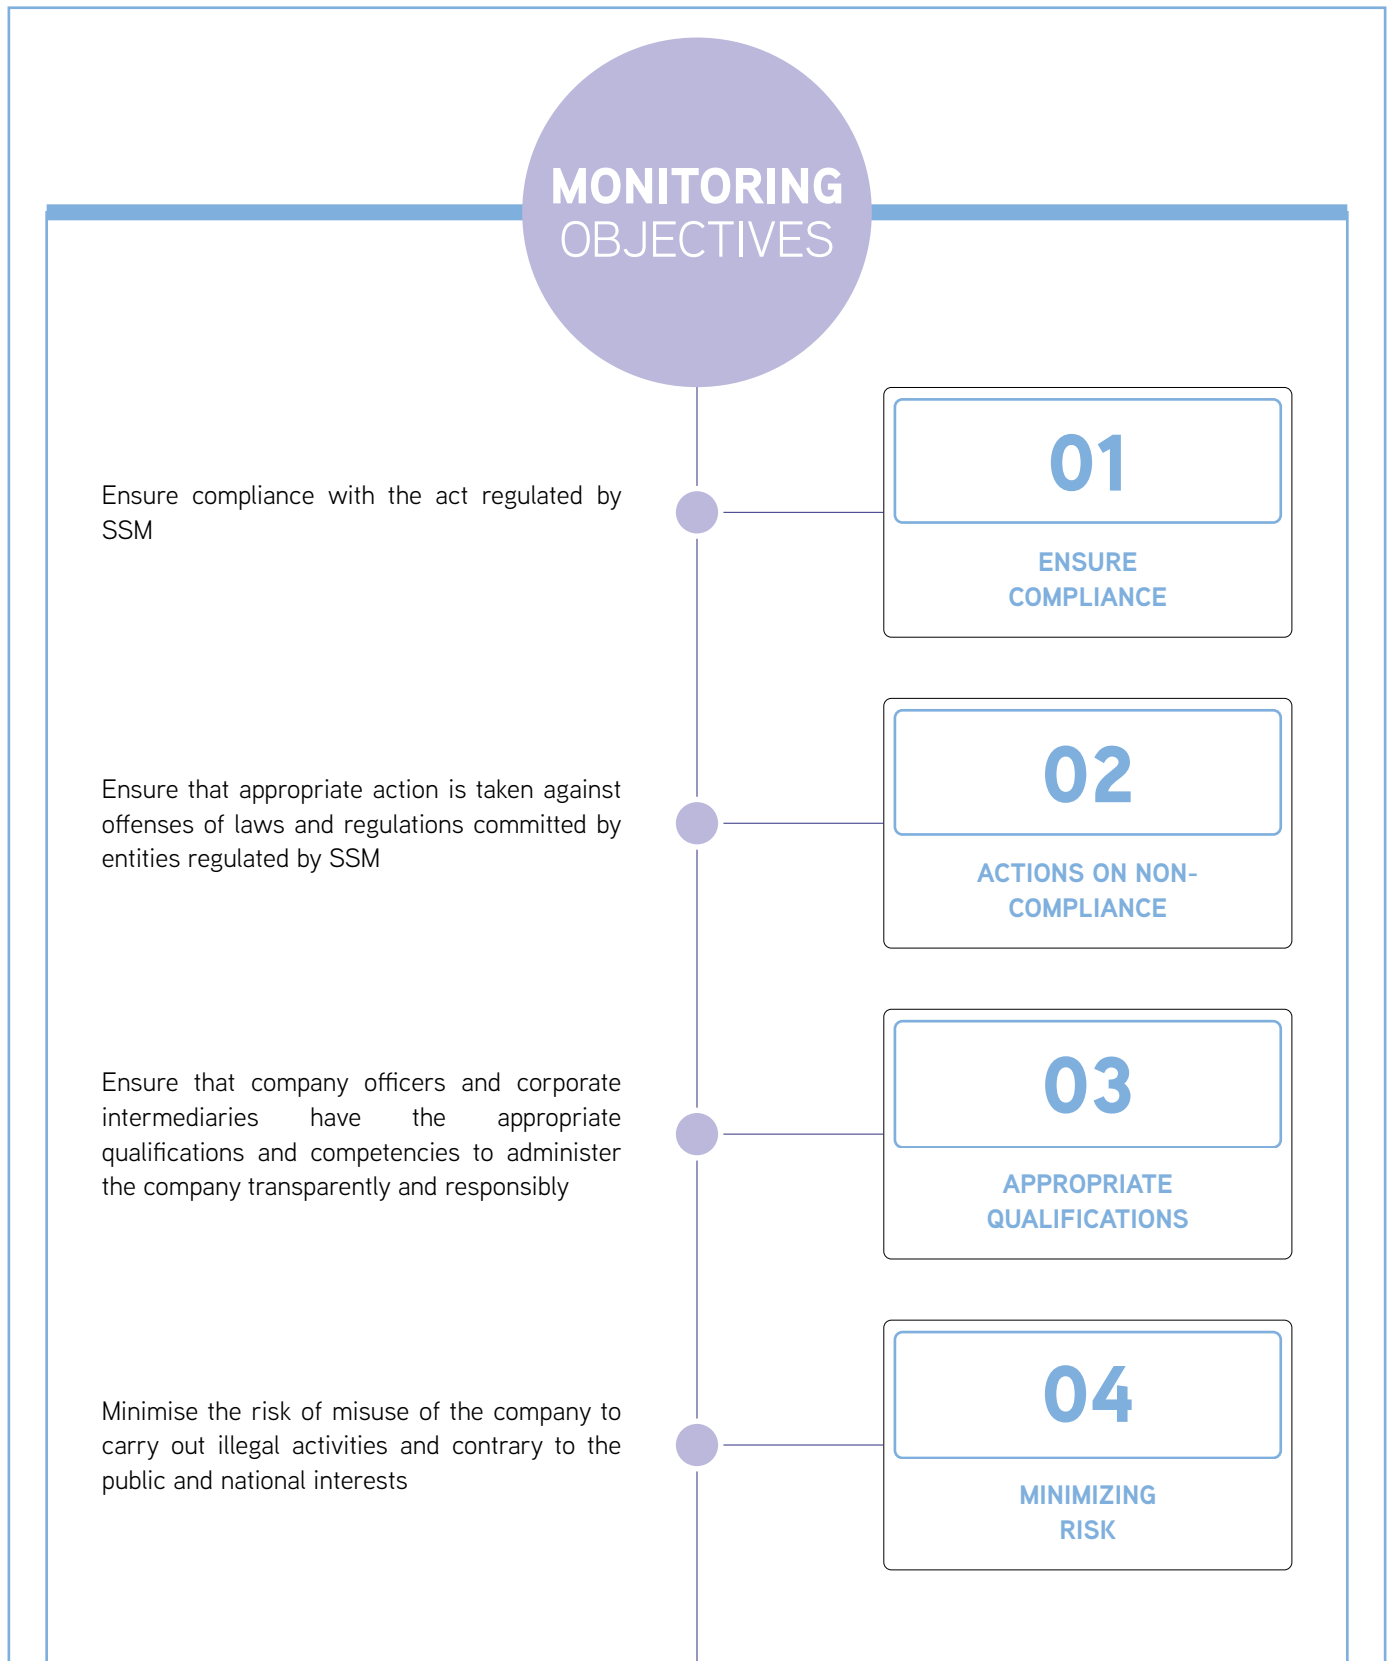 MONITORING
OBJECTIVES
Ensure compliance with the act regulated by
SSM
01
ENSURE
COMPLIANCE
Ensure that appropriate action is taken against
offenses of laws and regulations committed by
entities regulated by SSM
02
ACTIONS ON NON-
COMPLIANCE
Ensure that company officers and corporate
intermediaries have the appropriate
qualifications and competencies to administer
the company transparently and responsibly
03
APPROPRIATE
QUALIFICATIONS
Minimise the risk of misuse of the company to
carry out illegal activities and contrary to the
public and national interests
04
MINIMIZING
RISK